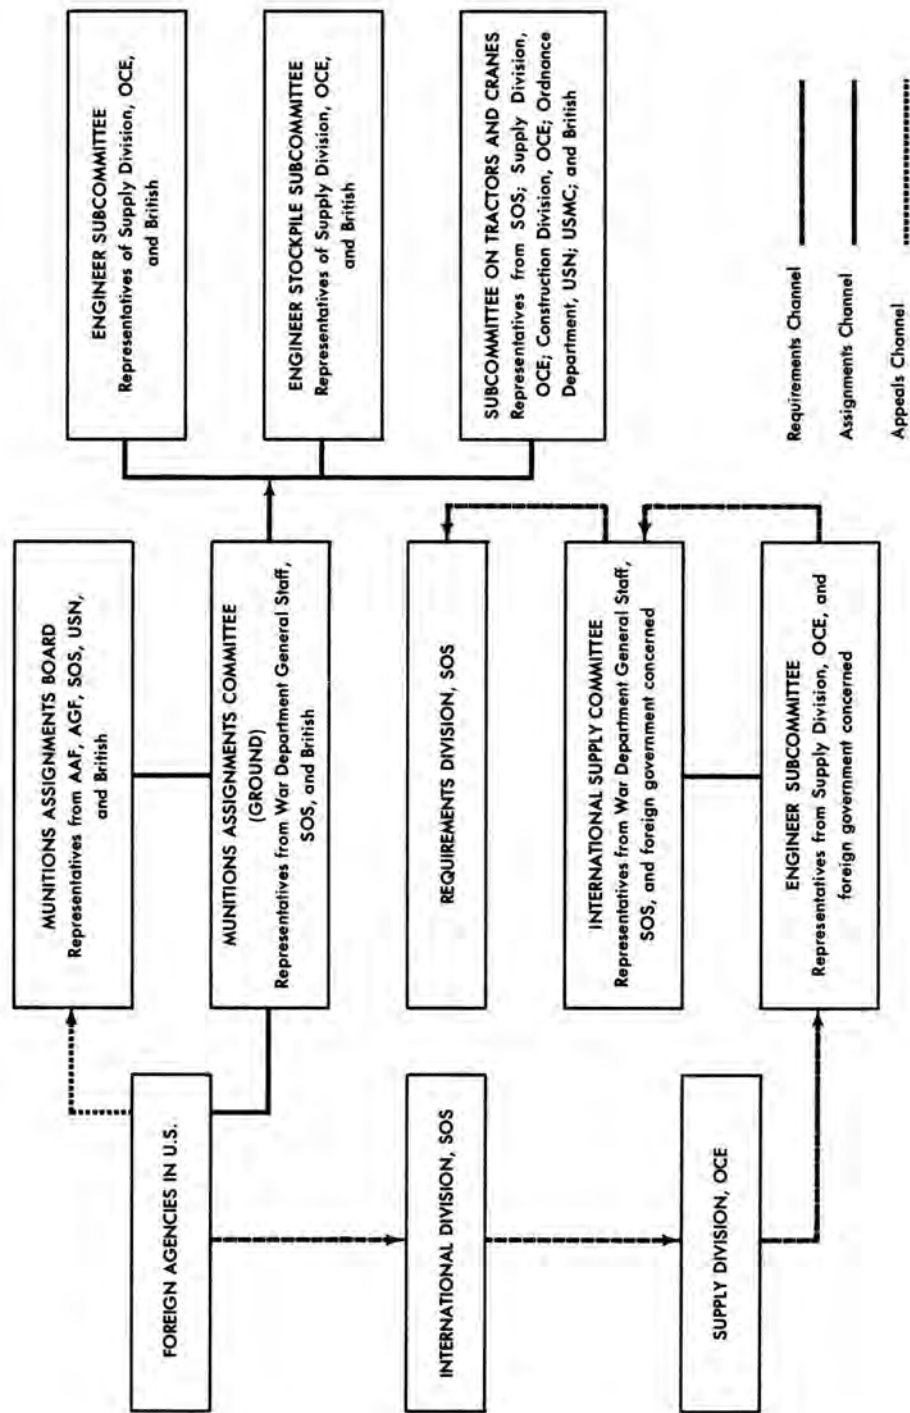 FOREIGN AGENCIES IN U.S.
MUNITIONS ASSIGNMENTS BOARD
Representatives from AAF, AGF, SOS, USN,
and British
MUNITIONS ASSIGNMENTS COMMITTEE
(GROUND)
Representatives from War Department General Staff,
SOS, and British
ENGINEER SUBCOMMITTEE
Representatives of Supply Division, OCE,
and British
ENGINEER STOCKPILE SUBCOMMITTEE
Representatives of Supply Division, OCE,
and British
SUBCOMMITTEE ON TRACTORS AND CRANES
Representatives from SOS; Supply Division,
OCE; Construction Division, OCE; Ordnance
Department, USN; USMC; and British
INTERNATIONAL DIVISION, SOS
REQUIREMENTS DIVISION, SOS
INTERNATIONAL SUPPLY COMMITTEE
Representatives from War Department General Staff,
SOS, and foreign government concerned
SUPPLY DIVISION, OCE
ENGINEER SUBCOMMITTEE
Representatives from Supply Division, OCE, and
foreign government concerned
Requirements Channel
Assignments Channel
Appeals Channel